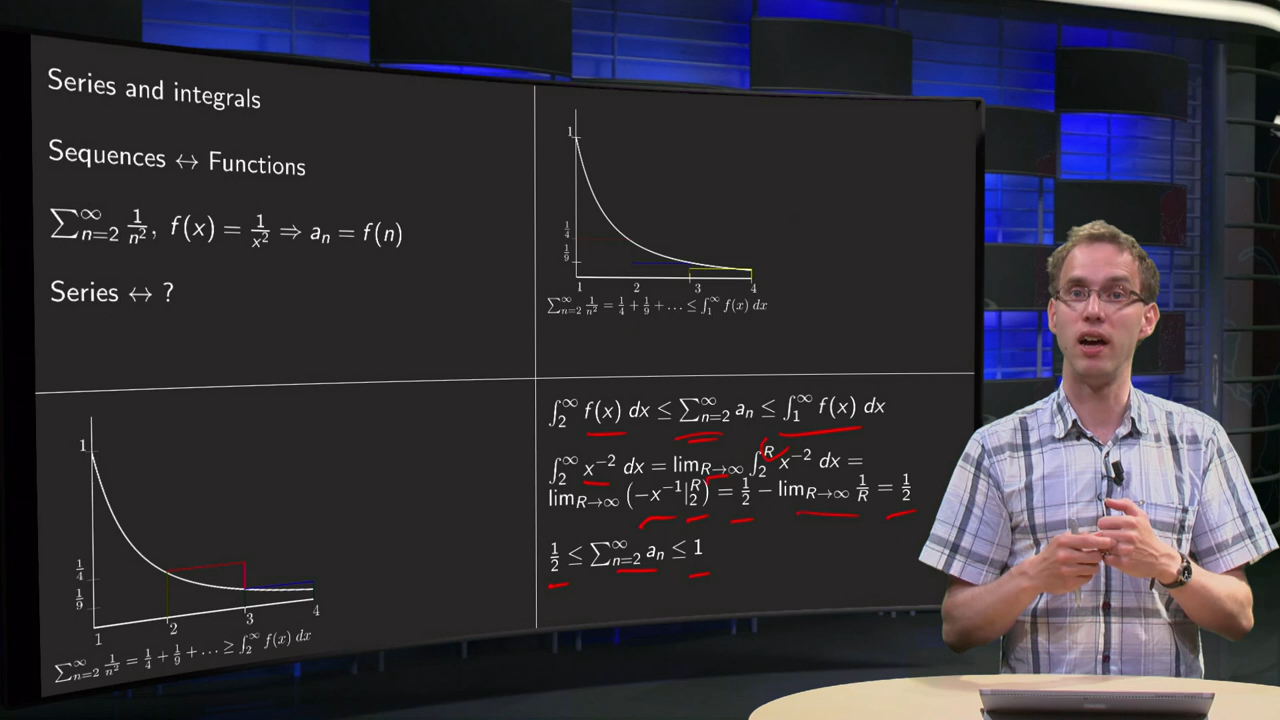 Series and integrals
Sequences ↔ Functions
∑_{n=2}^∞ 1/n², f(x) = 1/x² ⇒ a_n = f(n)
Series ↔ ?
1
1/4
1/9
1 2 3 4
∑_{n=2}^∞ 1/n² = 1/4 + 1/9 + … ≤ ∫_1^∞ f(x) dx
1
1/4
1/9
1 2 3 4
∑_{n=2}^∞ 1/n² = 1/4 + 1/9 + … ≥ ∫_2^∞ f(x) dx
∫_2^∞ f(x) dx ≤ ∑_{n=2}^∞ a_n ≤ ∫_1^∞ f(x) dx
∫_2^∞ x^{-2} dx = lim_{R→∞} ∫_2^R x^{-2} dx =
lim_{R→∞} (−x^{-1}|_2^R) = 1/2 − lim_{R→∞} 1/R = 1/2
1/2 ≤ ∑_{n=2}^∞ a_n ≤ 1